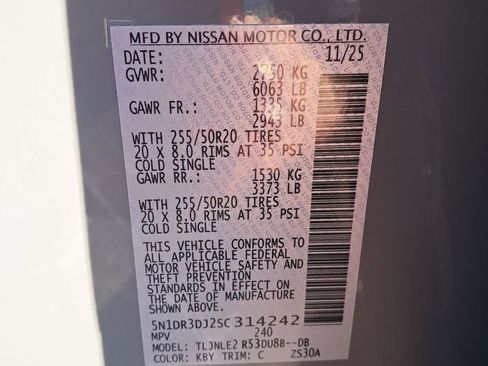 MFD BY NISSAN MOTOR CO., LTD.
DATE: 11/25
GVWR: 2750 KG
6063 LB
GAWR FR.: 1335 KG
2943 LB
WITH 255/50R20 TIRES
20 X 8.0 RIMS AT 35 PSI
COLD SINGLE
GAWR RR.: 1530 KG
3373 LB
WITH 255/50R20 TIRES
20 X 8.0 RIMS AT 35 PSI
COLD SINGLE
THIS VEHICLE CONFORMS TO
ALL APPLICABLE FEDERAL
MOTOR VEHICLE SAFETY AND
THEFT PREVENTION
STANDARDS IN EFFECT ON
THE DATE OF MANUFACTURE
SHOWN ABOVE.
5N1DR3DJ2SC314242
MPV 240
MODEL: TLJNLE2 R53DU8B--DB
COLOR: KBY TRIM: C ZS30A